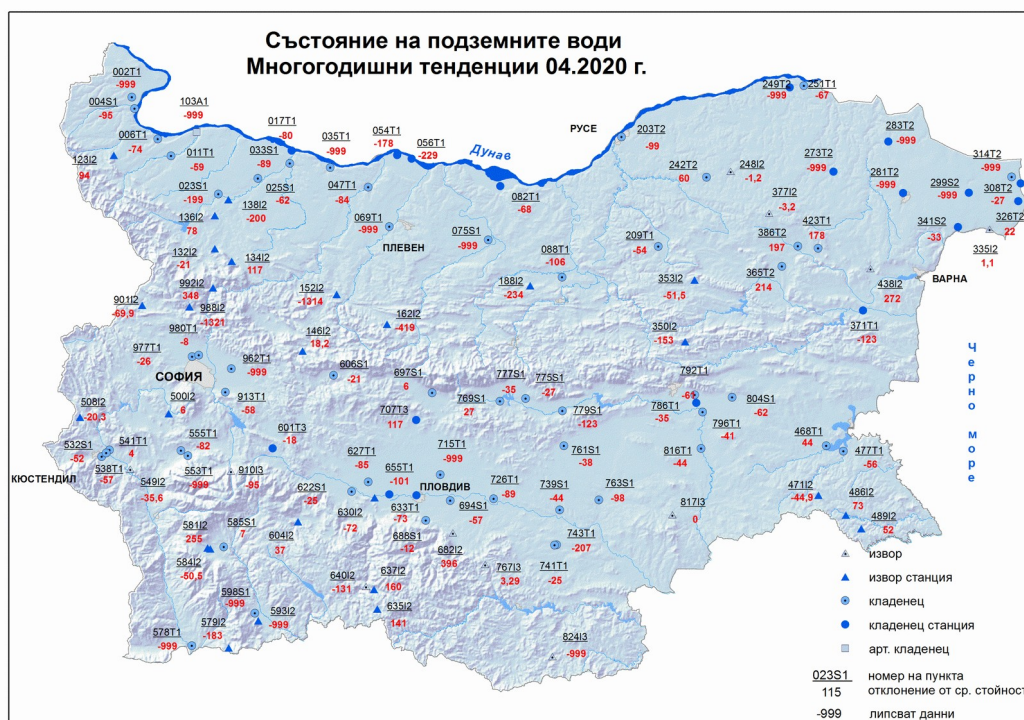 Състояние на подземните води
Многогодишни тенденции 04.2020 г.
002T1
-999
004S1
-95
103A1
-999
006T1
-74
017T1
-80
035T1
-999
054T1
-178
056T1
-229
Дунав
РУСЕ
203T2
-99
249T2
-999
251T1
-67
283T2
-999
314T2
-999
123I2
94
011T1
-59
033S1
-89
023S1
-199
025S1
-62
138I2
-200
047T1
-84
082T1
-68
242T2
60
248I2
-1,2
273T2
-999
281T2
-999
299S2
-999
308T2
-27
326T2
22
377I2
-3,2
136I2
78
069T1
-999
ПЛЕВЕН
075S1
-999
209T1
-54
386T2
197
423T1
178
341S2
-33
335I2
1,1
132I2
-21
134I2
117
088T1
-106
365T2
214
ВАРНА
438I2
272
992I2
348
988I2
-1321
901I2
-69,9
152I2
-1314
188I2
-234
353I2
-51,5
162I2
-419
371T1
-123
980T1
-8
977T1
-26
146I2
18,2
350I2
-153
СОФИЯ
962T1
-999
606S1
-21
697S1
6
777S1
-35
775S1
-27
792T1
Черно море
508I2
-20,3
500I2
6
913T1
-58
769S1
27
779S1
-123
786T1
-35
804S1
-62
707T3
117
796T1
-41
532S1
-52
541T1
4
555T1
-82
601T3
-18
468T1
44
477T1
-56
КЮСТЕНДИЛ
538T1
-57
549I2
-35,6
553T1
-999
910I3
-95
627T1
-85
715T1
-999
761S1
-38
816T1
-44
655T1
-101
622S1
-25
ПЛОВДИВ
726T1
-89
739S1
-44
763S1
-98
817I3
0
471I2
-44,9
486I2
73
489I2
52
630I2
-72
633T1
-73
694S1
-57
581I2
255
585S1
7
604I2
37
688S1
-12
682I2
396
743T1
-207
741T1
-25
584I2
-50,5
640I2
-131
637I2
160
767I3
3,29
598S1
-999
593I2
-999
635I2
141
578T1
-999
579I2
-183
824I3
-999
извор
извор станция
кладенец
кладенец станция
арт. кладенец
023S1 номер на пункта
115 отклонение от ср. стойност
-999 липсват данни